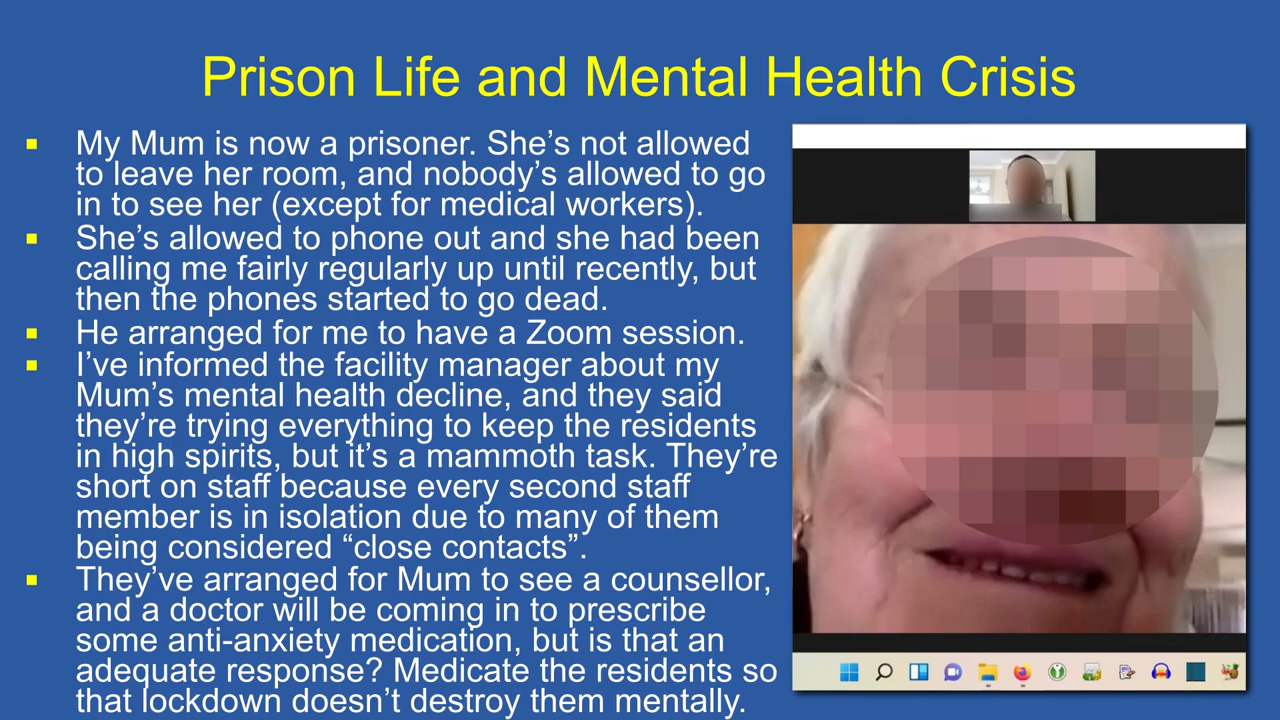 Prison Life and Mental Health Crisis
▪ My Mum is now a prisoner. She’s not allowed
to leave her room, and nobody’s allowed to go
in to see her (except for medical workers).
▪ She’s allowed to phone out and she had been
calling me fairly regularly up until recently, but
then the phones started to go dead.
▪ He arranged for me to have a Zoom session.
▪ I’ve informed the facility manager about my
Mum’s mental health decline, and they said
they’re trying everything to keep the residents
in high spirits, but it’s a mammoth task. They’re
short on staff because every second staff
member is in isolation due to many of them
being considered “close contacts”.
▪ They’ve arranged for Mum to see a counsellor,
and a doctor will be coming in to prescribe
some anti-anxiety medication, but is that an
adequate response? Medicate the residents so
that lockdown doesn’t destroy them mentally.